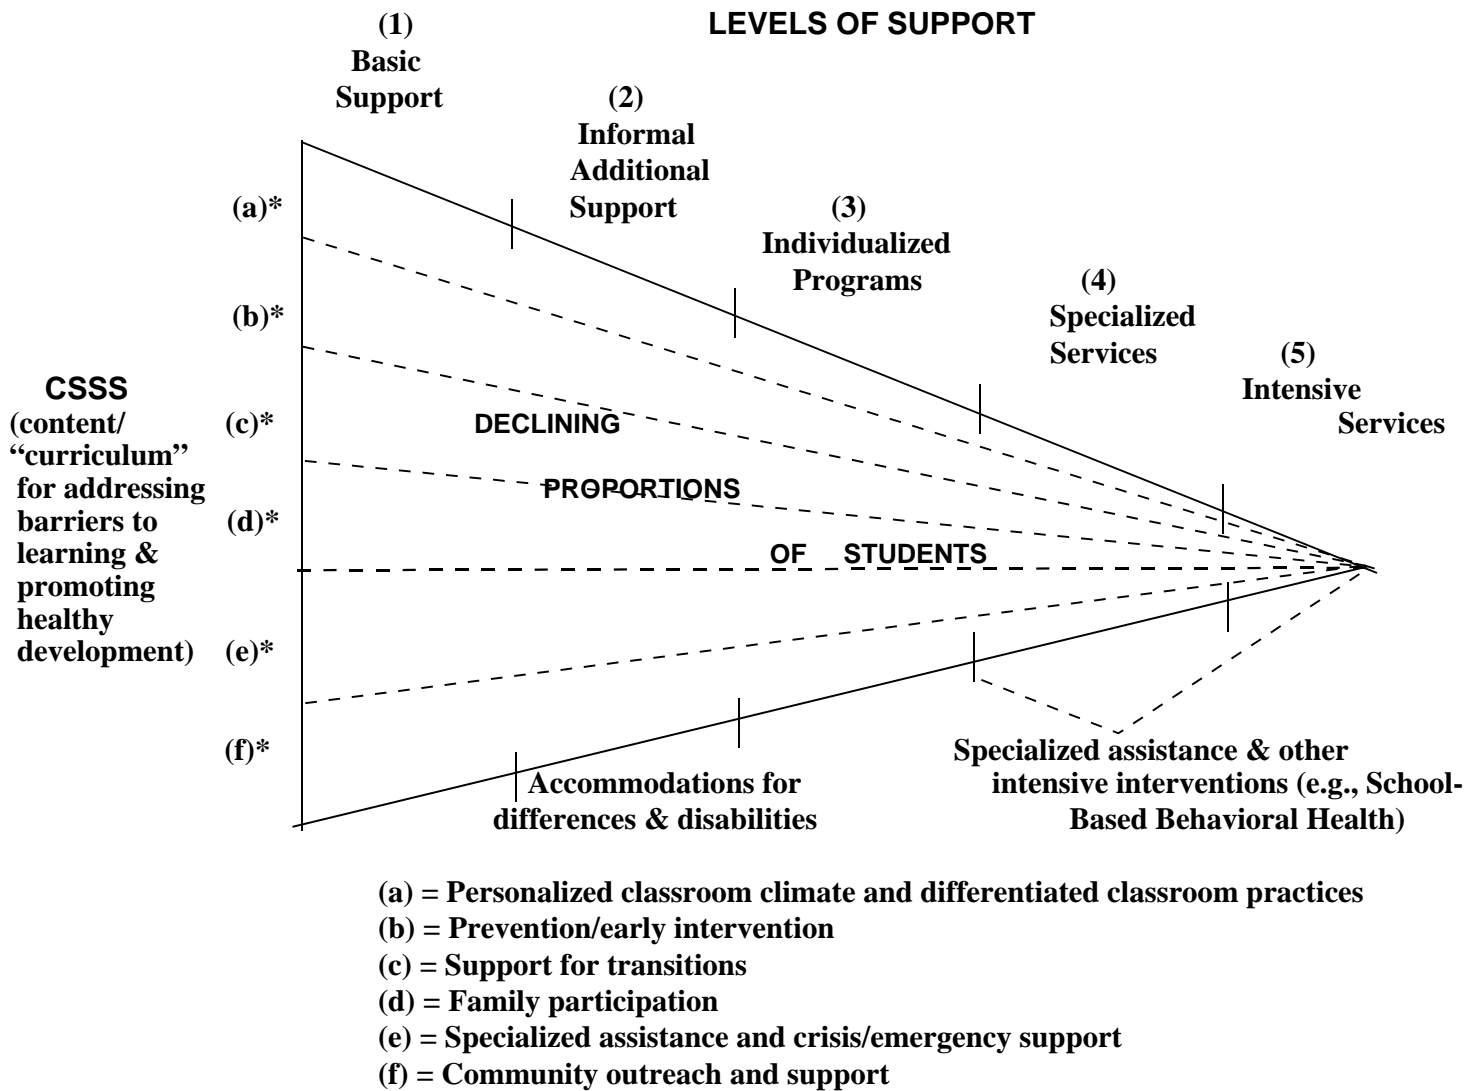 LEVELS OF SUPPORT
(1)
Basic
Support
(2)
Informal
Additional
Support
(3)
Individualized
Programs
(4)
Specialized
Services
(5)
Intensive
Services
CSSS
(content/
“curriculum”
for addressing
barriers to
learning &
promoting
healthy
development)
(a)*
(b)*
(c)*
(d)*
(e)*
(f)*
DECLINING
PROPORTIONS
OF STUDENTS
Accommodations for
differences & disabilities
Specialized assistance & other
intensive interventions (e.g., School-
Based Behavioral Health)
(a) = Personalized classroom climate and differentiated classroom practices
(b) = Prevention/early intervention
(c) = Support for transitions
(d) = Family participation
(e) = Specialized assistance and crisis/emergency support
(f) = Community outreach and support